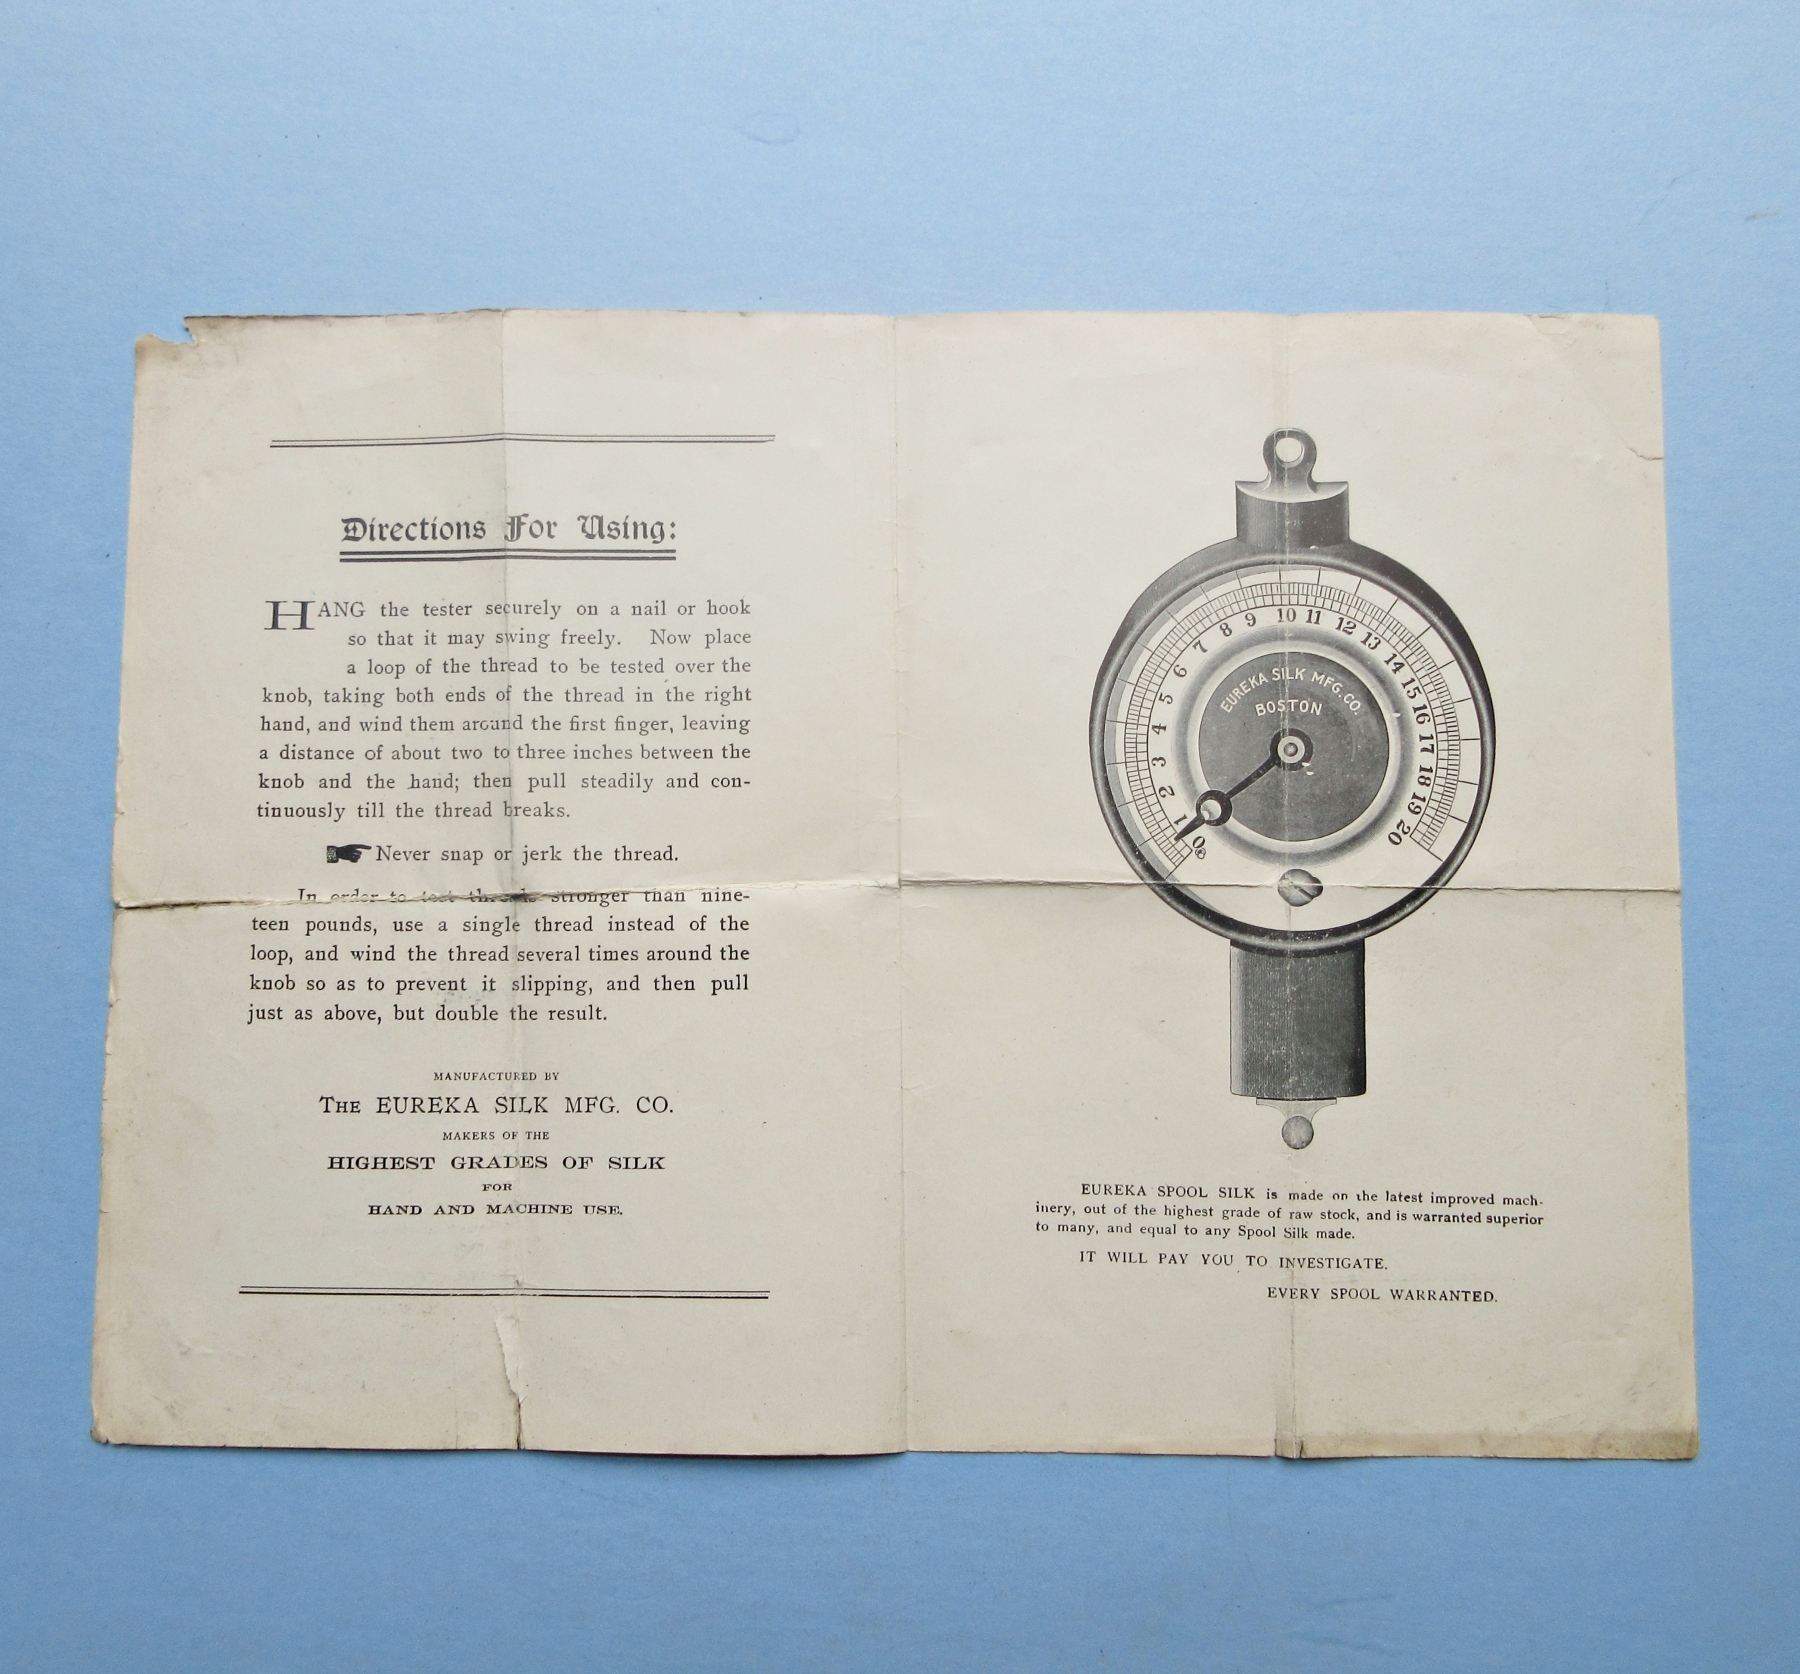 Directions For Using:
HANG the tester securely on a nail or hook
so that it may swing freely. Now place
a loop of the thread to be tested over the
knob, taking both ends of the thread in the right
hand, and wind them around the first finger, leaving
a distance of about two to three inches between the
knob and the hand; then pull steadily and con-
tinuously till the thread breaks.
☛ Never snap or jerk the thread.
In order to test threads stronger than nine-
teen pounds, use a single thread instead of the
loop, and wind the thread several times around the
knob so as to prevent it slipping, and then pull
just as above, but double the result.
MANUFACTURED BY
THE EUREKA SILK MFG. CO.
MAKERS OF THE
HIGHEST GRADES OF SILK
FOR
HAND AND MACHINE USE.
0 1 2 3 4 5 6 7 8 9 10 11 12 13 14 15 16 17 18 19 20
EUREKA SILK MFG. CO.
BOSTON
EUREKA SPOOL SILK is made on the latest improved mach-
inery, out of the highest grade of raw stock, and is warranted superior
to many, and equal to any Spool Silk made.
IT WILL PAY YOU TO INVESTIGATE.
EVERY SPOOL WARRANTED.